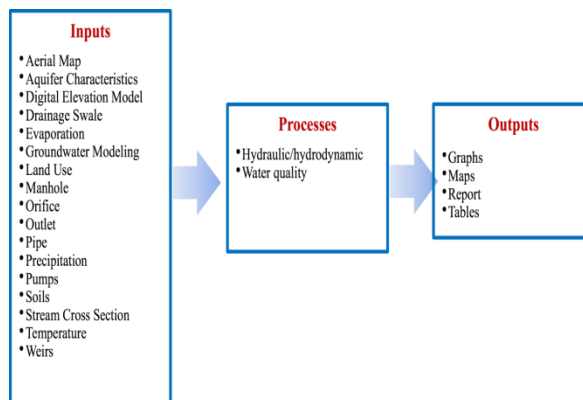 Inputs
• Aerial Map
• Aquifer Characteristics
• Digital Elevation Model
• Drainage Swale
• Evaporation
• Groundwater Modeling
• Land Use
• Manhole
• Orifice
• Outlet
• Pipe
• Precipitation
• Pumps
• Soils
• Stream Cross Section
• Temperature
• Weirs
Processes
• Hydraulic/hydrodynamic
• Water quality
Outputs
• Graphs
• Maps
• Report
• Tables